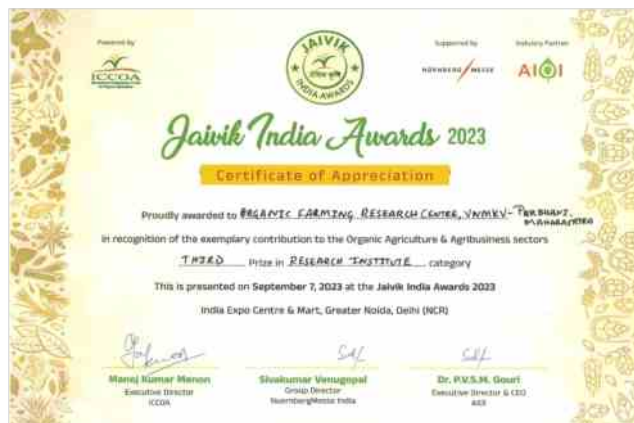 Powered by
ICCOA
JAIVIK
INDIA AWARDS
Supported by
NÜRNBERG MESSE
Industry Partner
AIOI
Jaivik India Awards 2023
Certificate of Appreciation
Proudly awarded to ORGANIC FARMING RESEARCH CENTRE, VNMKV- PARBHANI, MAHARASHTRA
in recognition of the exemplary contribution to the Organic Agriculture & Agribusiness sectors
THIRD Prize in RESEARCH INSTITUTE category
This is presented on September 7, 2023 at the Jaivik India Awards 2023
India Expo Centre & Mart, Greater Noida, Delhi (NCR)
Sd/- Sd/-
Manoj Kumar Menon Sivakumar Venugopal Dr. P.V.S.M. Gouri
Executive Director Group Director Executive Director & CEO
ICCOA NuernbergMesse India AIOI